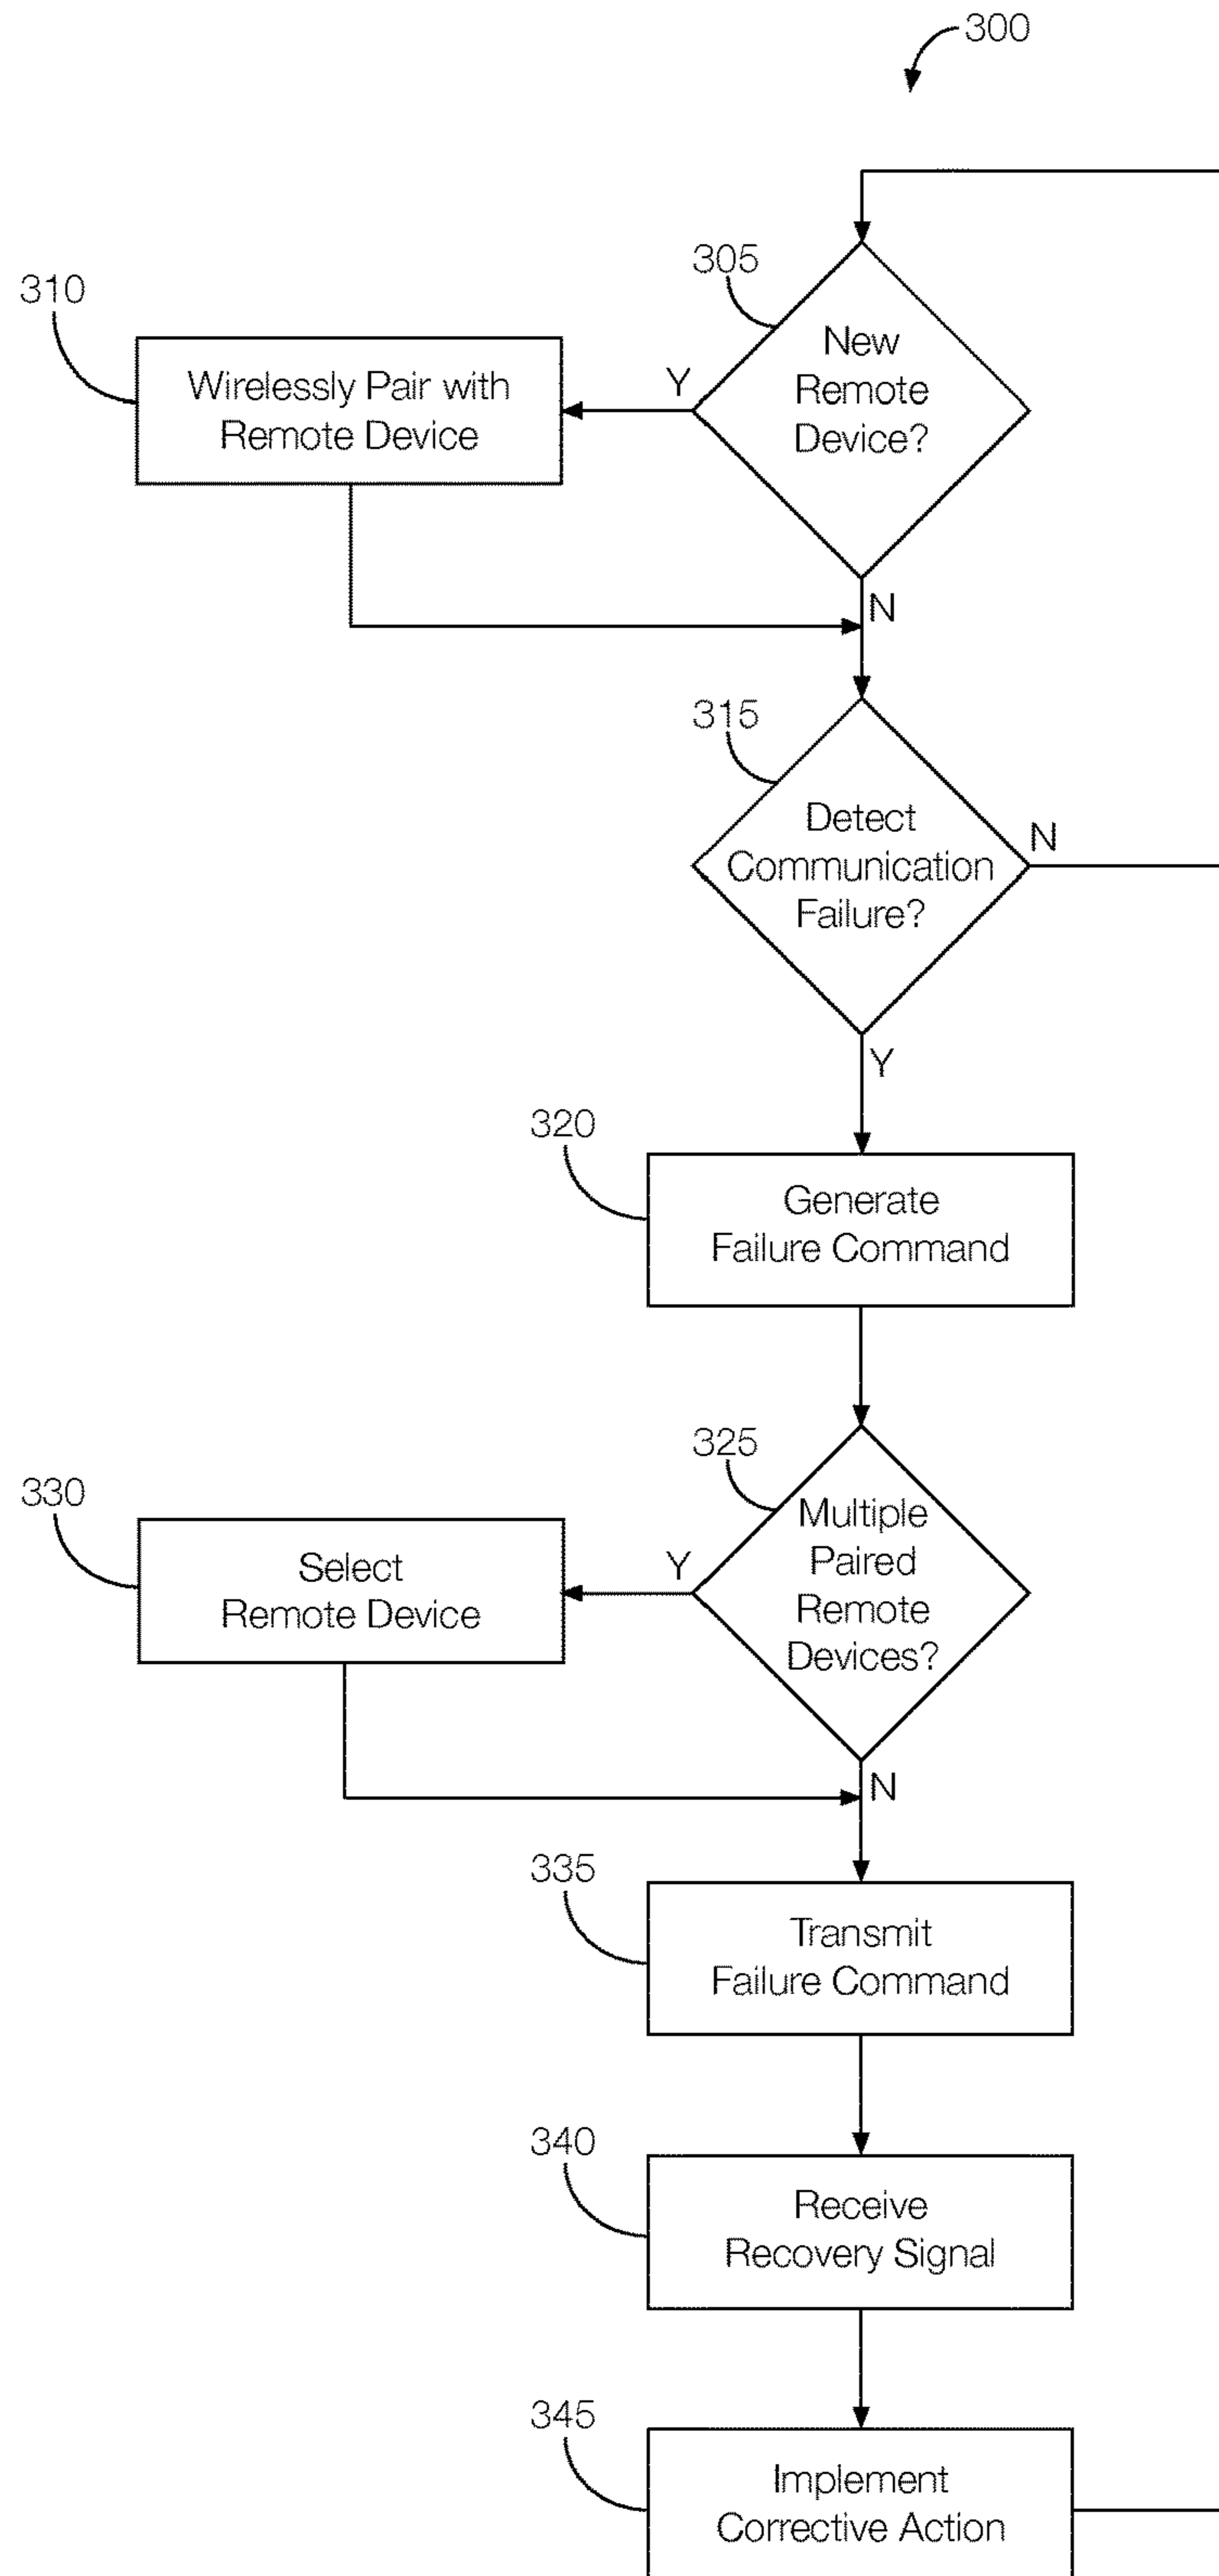 300
305
New
Remote
Device?
Y
N
310
Wirelessly Pair with
Remote Device
315
Detect
Communication
Failure?
N
Y
320
Generate
Failure Command
325
Multiple
Paired
Remote
Devices?
Y
N
330
Select
Remote Device
335
Transmit
Failure Command
340
Receive
Recovery Signal
345
Implement
Corrective Action